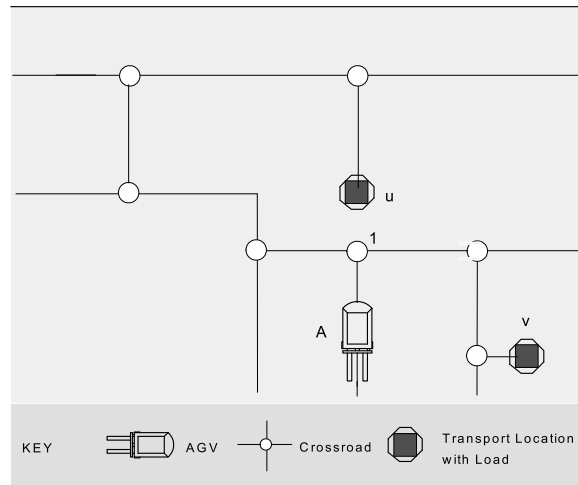 u
1
A
v
KEY
AGV
Crossroad
Transport Location
with Load